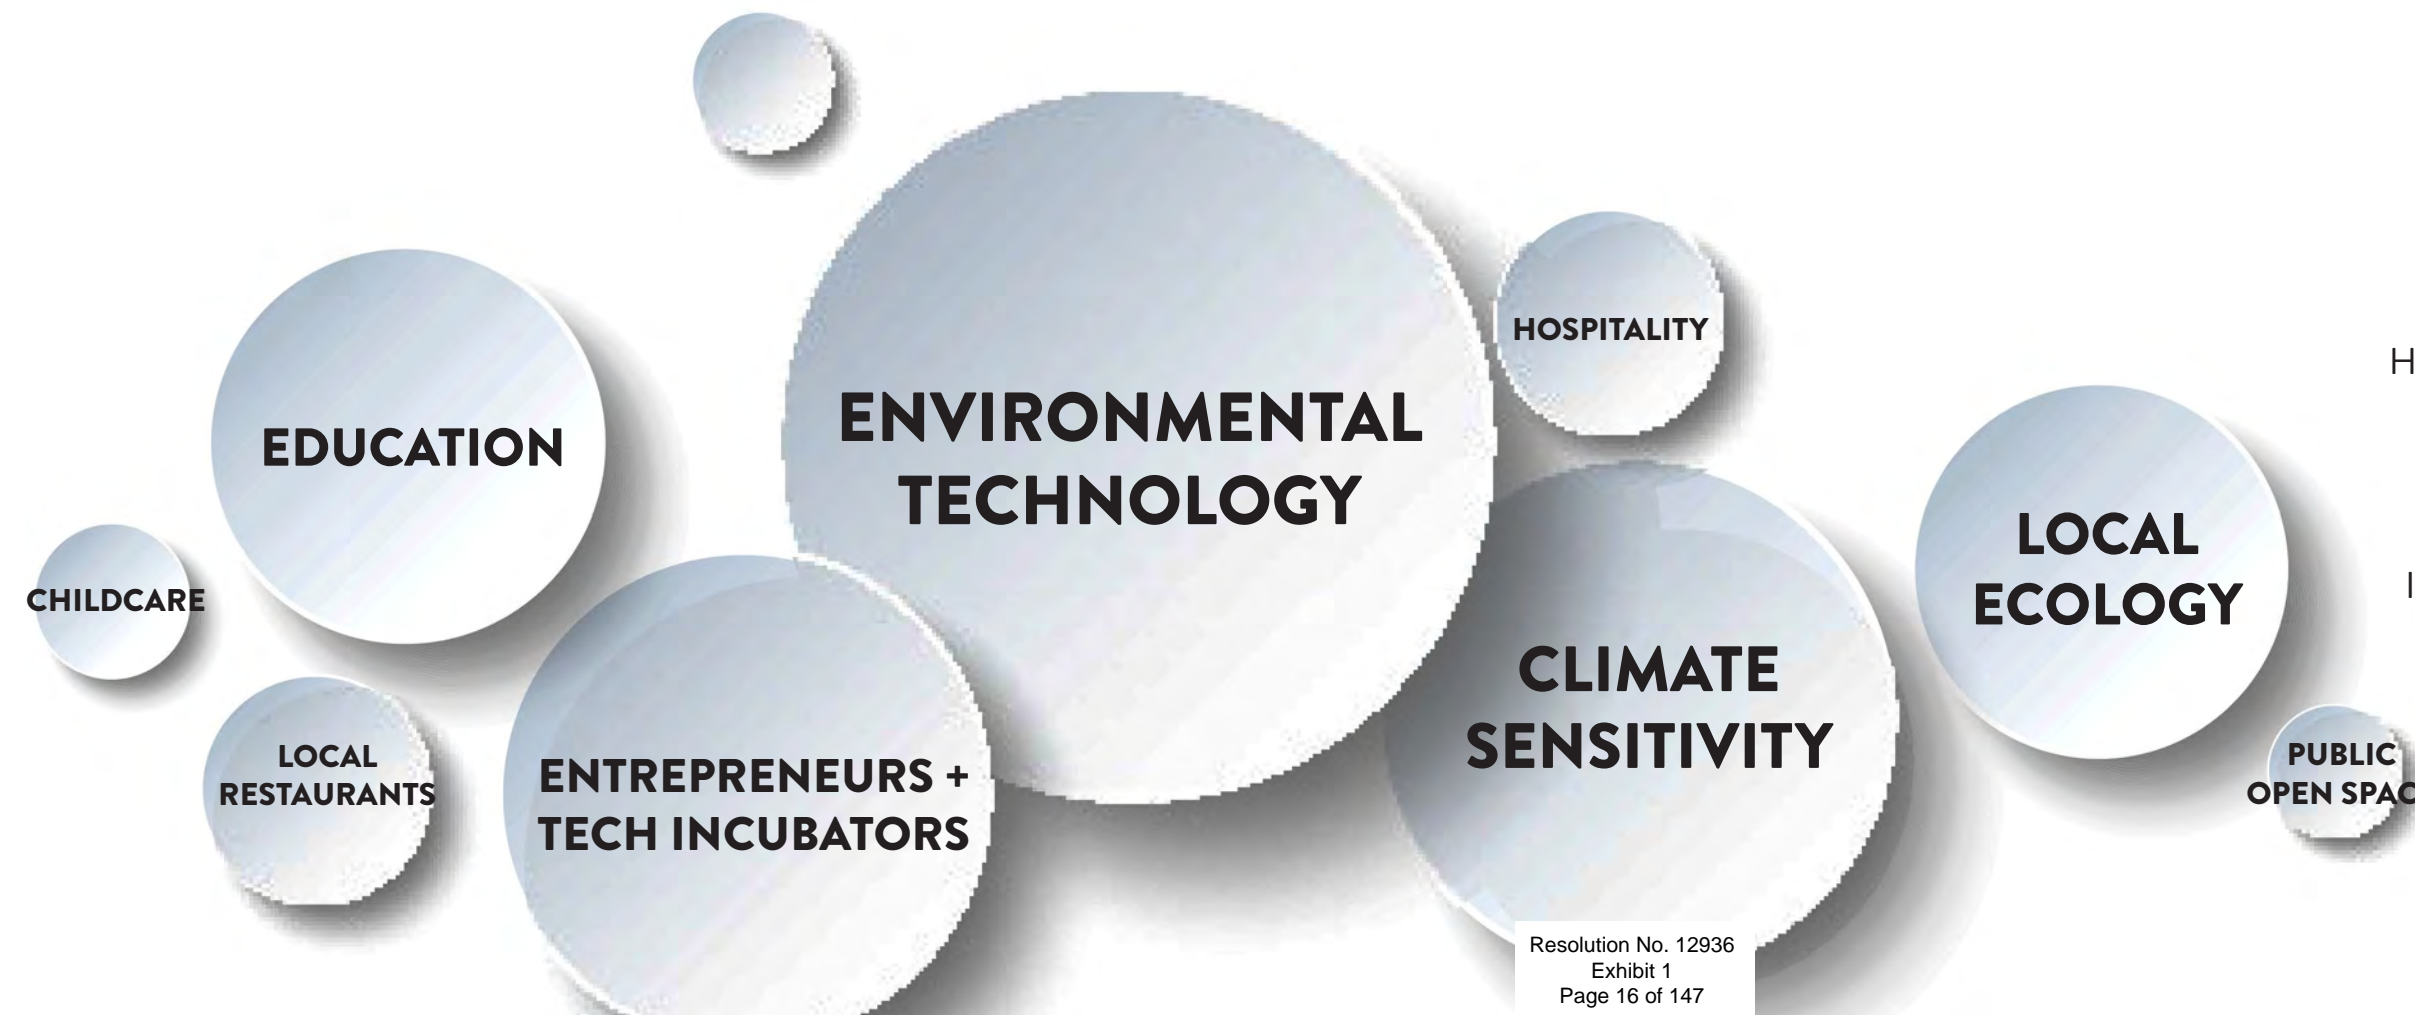 HOSPITALITY
ENVIRONMENTAL
TECHNOLOGY
EDUCATION
CHILDCARE
LOCAL
RESTAURANTS
ENTREPRENEURS +
TECH INCUBATORS
CLIMATE
SENSITIVITY
LOCAL
ECOLOGY
PUBLIC
OPEN
Resolution No. 12936
Exhibit 1
Page 16 of 147